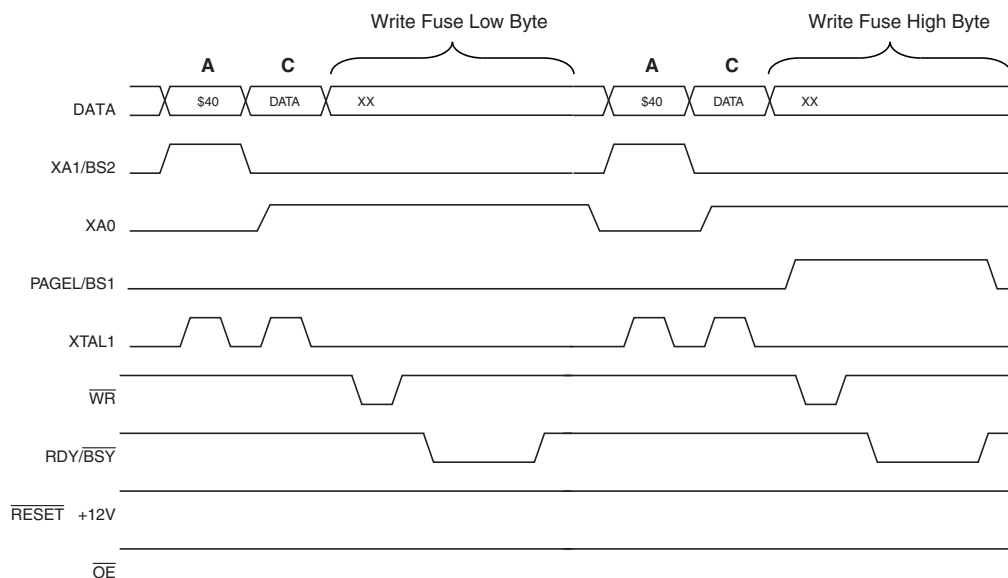 Write Fuse Low Byte Write Fuse High Byte
A C A C
DATA $40 DATA XX $40 DATA XX
XA1/BS2
XA0
PAGEL/BS1
XTAL1
WR
RDY/BSY
RESET +12V
OE